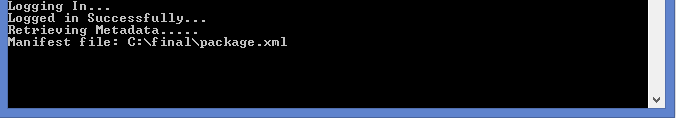 Logging In...
Logged in Successfully...
Retrieving Metadata.....
Manifest file: C:\final\package.xml